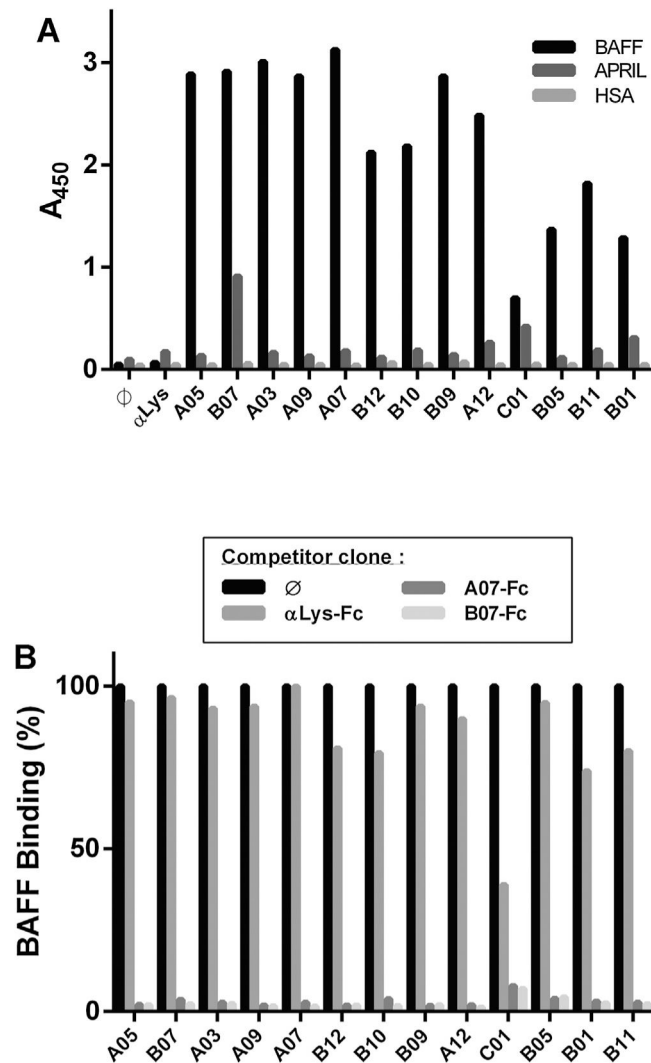 A
BAFF
APRIL
HSA
A450
3
2
1
0
∅
αLys
A05
B07
A03
A09
A07
B12
B10
B09
A12
C01
B05
B11
B01
Competitor clone :
∅ A07-Fc
αLys-Fc B07-Fc
B
BAFF Binding (%)
100
50
0
A05
B07
A03
A09
A07
B12
B10
B09
A12
C01
B05
B01
B11